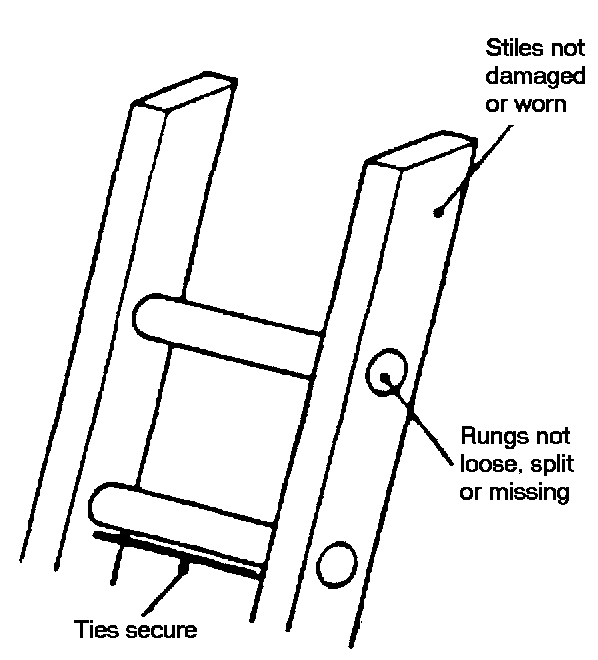 Stiles not
damaged
or worn
Rungs not
loose, split
or missing
Ties secure